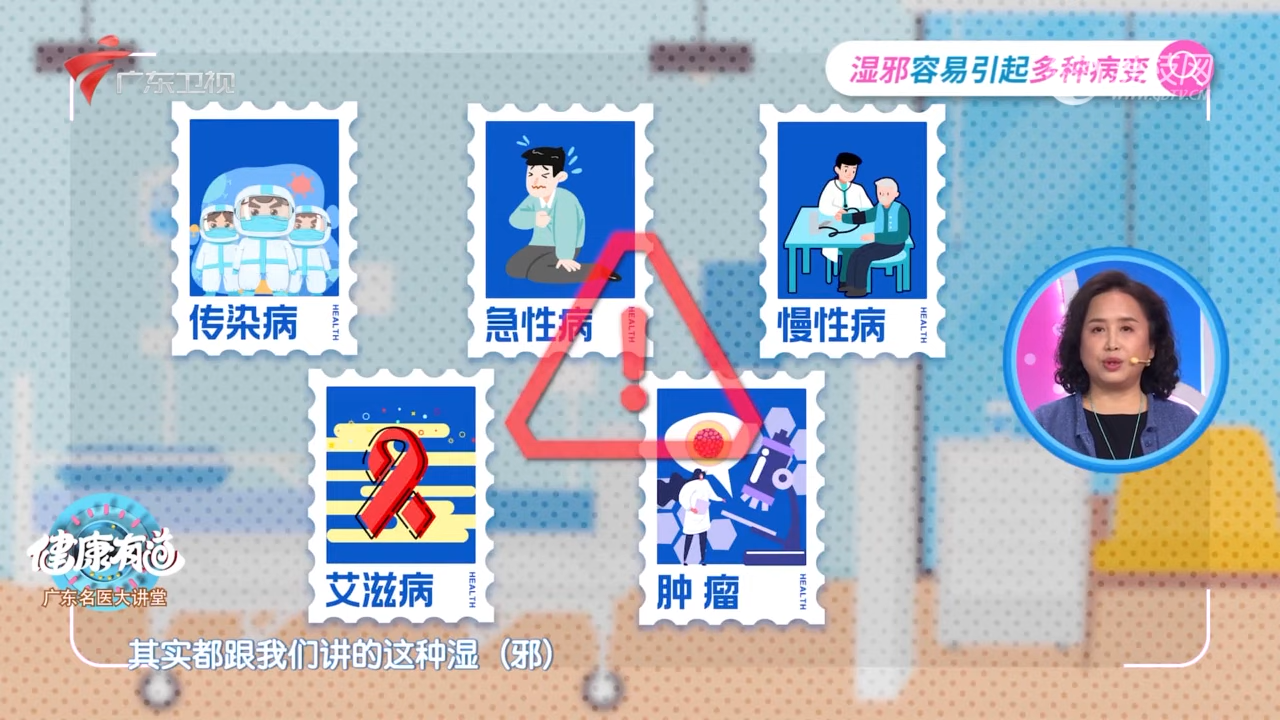 广东卫视
湿邪容易引起多种病变
传染病
HEALTH
急性病
HEALTH
慢性病
HEALTH
艾滋病
HEALTH
肿瘤
HEALTH
健康有道
广东名医大讲堂
其实都跟我们讲的这种湿（邪）